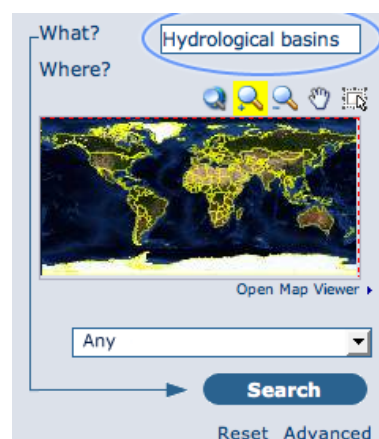 What? Hydrological basins
Where?
Open Map Viewer
Any
Search
Reset Advanced